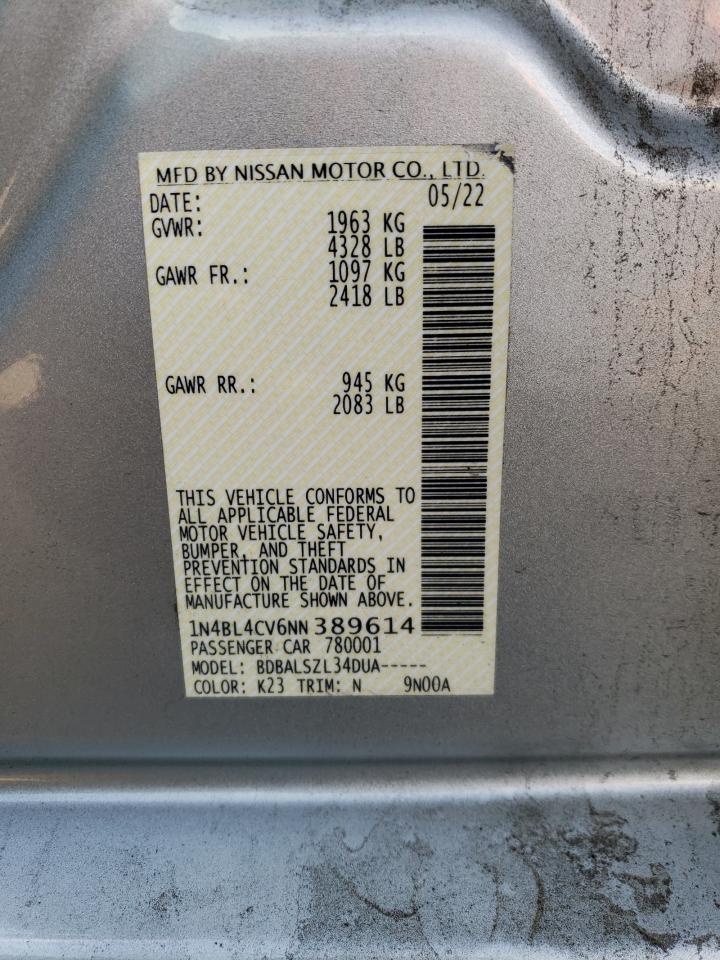 MFD BY NISSAN MOTOR CO., LTD.
DATE: 05/22
GVWR: 1963 KG
4328 LB
GAWR FR.: 1097 KG
2418 LB
GAWR RR.: 945 KG
2083 LB
THIS VEHICLE CONFORMS TO
ALL APPLICABLE FEDERAL
MOTOR VEHICLE SAFETY,
BUMPER, AND THEFT
PREVENTION STANDARDS IN
EFFECT ON THE DATE OF
MANUFACTURE SHOWN ABOVE.
1N4BL4CV6NN389614
PASSENGER CAR 780001
MODEL: BDBALSZL34DUA-----
COLOR: K23 TRIM: N 9N00A